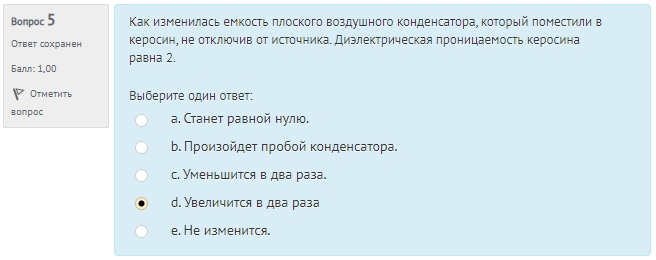 Вопрос 5
Ответ сохранен
Балл: 1,00
Отметить
вопрос
Как изменилась емкость плоского воздушного конденсатора, который поместили в
керосин, не отключив от источника. Диэлектрическая проницаемость керосина
равна 2.
Выберите один ответ:
a. Станет равной нулю.
b. Произойдет пробой конденсатора.
c. Уменьшится в два раза.
d. Увеличится в два раза
e. Не изменится.